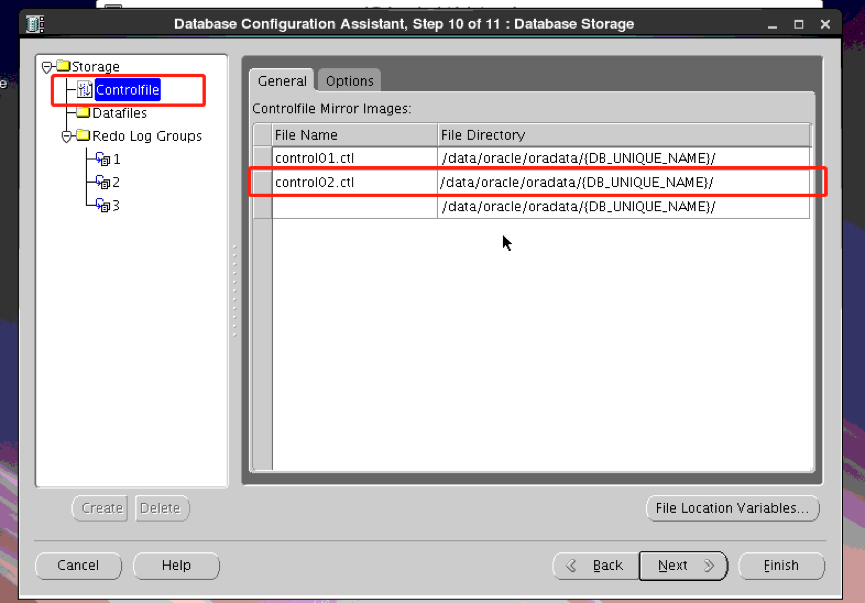 Database Configuration Assistant, Step 10 of 11 : Database Storage
Storage
Controlfile
Datafiles
Redo Log Groups
1
2
3
General Options
Controlfile Mirror Images:
File Name File Directory
control01.ctl /data/oracle/oradata/{DB_UNIQUE_NAME}/
control02.ctl /data/oracle/oradata/{DB_UNIQUE_NAME}/
/data/oracle/oradata/{DB_UNIQUE_NAME}/
Create Delete
File Location Variables...
Cancel Help Back Next Finish